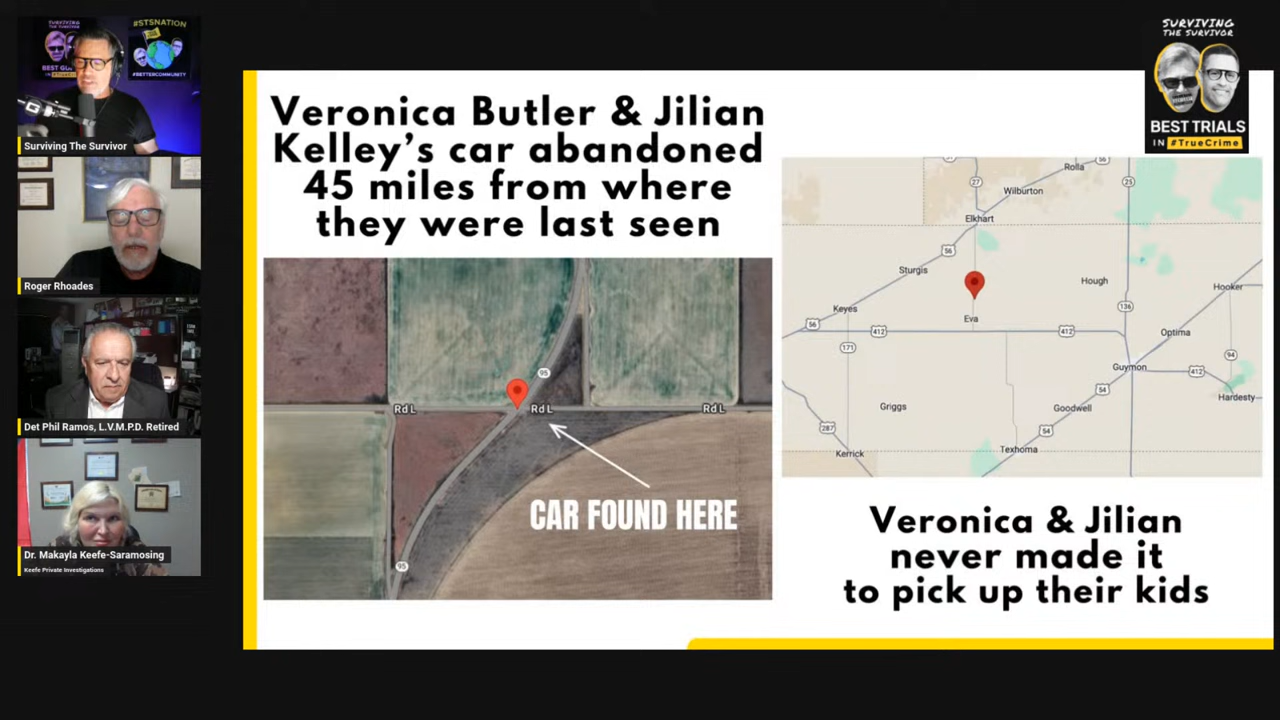 SURVIVING
THE SURVIVOR
#STSNATION
BEST GU
IN #True
#BETTERCOMMUNITY
Surviving The Survivor
Roger Rhoades
Det Phil Ramos, L.V.M.P.D. Retired
Dr. Makayla Keefe-Saramosing
Keefe Private Investigations
Veronica Butler & Jilian
Kelley's car abandoned
45 miles from where
they were last seen
95
Rd L
Rd L
Rd L
CAR FOUND HERE
95
SURVIVING
THE SURVIVOR
BEST TRIALS
IN #TrueCrime
56
Rolla
27
Wilburton
25
Elkhart
56
Sturgis
Hough
Hooker
Keyes
136
Eva
56
412
412
Optima
171
94
Guymon
412
54
Hardesty
Griggs
Goodwell
287
54
Kerrick
Texhoma
Veronica & Jilian
never made it
to pick up their kids